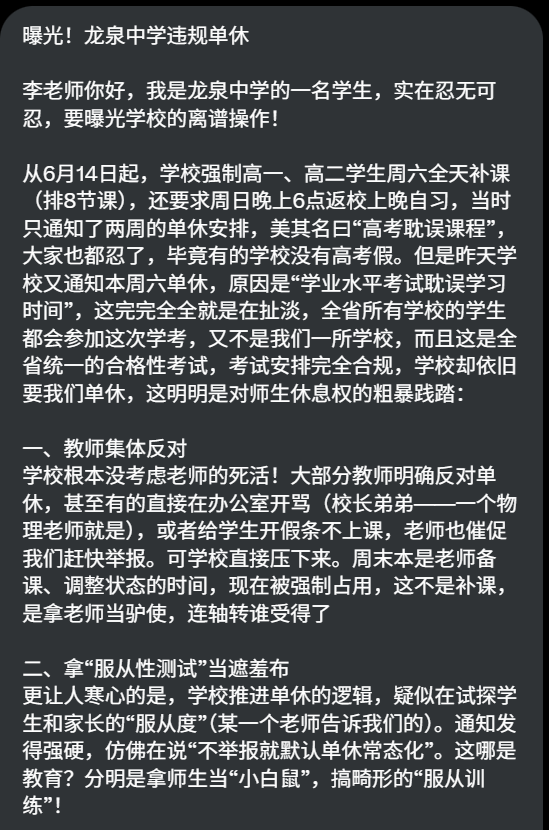 曝光！龙泉中学违规单休
李老师你好，我是龙泉中学的一名学生，实在忍无可
忍，要曝光学校的离谱操作！
从6月14日起，学校强制高一、高二学生周六全天补课
（排8节课），还要求周日晚上6点返校上晚自习，当时
只通知了两周的单休安排，美其名曰“高考耽误课程”，
大家也都忍了，毕竟有的学校没有高考假。但是昨天学
校又通知本周六单休，原因是“学业水平考试耽误学习
时间”，这完完全全就是在扯淡，全省所有学校的学生
都会参加这次学考，又不是我们一所学校，而且这是全
省统一的合格性考试，考试安排完全合规，学校却依旧
要我们单休，这明明是对师生休息权的粗暴践踏：
一、教师集体反对
学校根本没考虑老师的死活！大部分教师明确反对单
休，甚至有的直接在办公室开骂（校长弟弟——一个物
理老师就是），或者给学生开假条不上课，老师也催促
我们赶快举报。可学校直接压下来。周末本是老师备
课、调整状态的时间，现在被强制占用，这不是补课，
是拿老师当驴使，连轴转谁受得了
二、拿“服从性测试”当遮羞布
更让人寒心的是，学校推进单休的逻辑，疑似在试探学
生和家长的“服从度”（某一个老师告诉我们的）。通知发
得强硬，仿佛在说“不举报就默认单休常态化”。这哪是
教育？分明是拿师生当“小白鼠”，搞畸形的“服从训
练”！